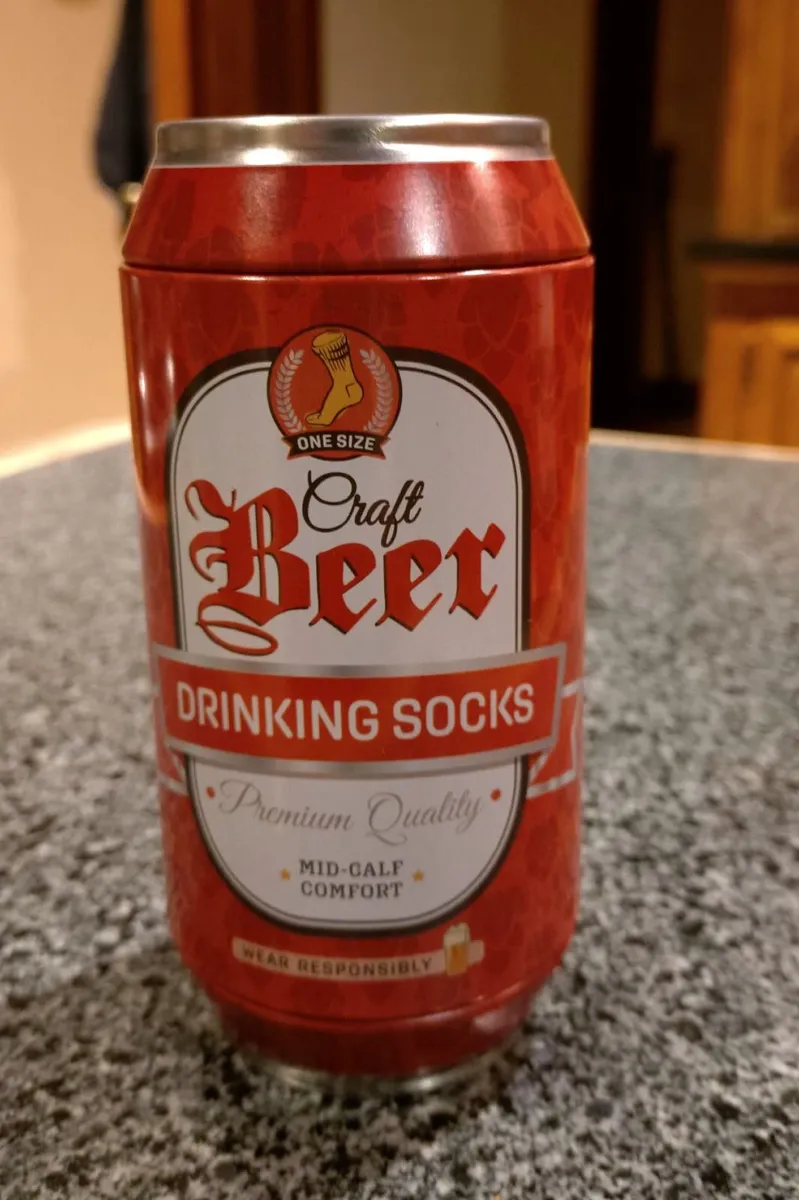 ONE SIZE
Craft
Beer
DRINKING SOCKS
Premium Quality
MID-CALF
COMFORT
WEAR RESPONSIBLY